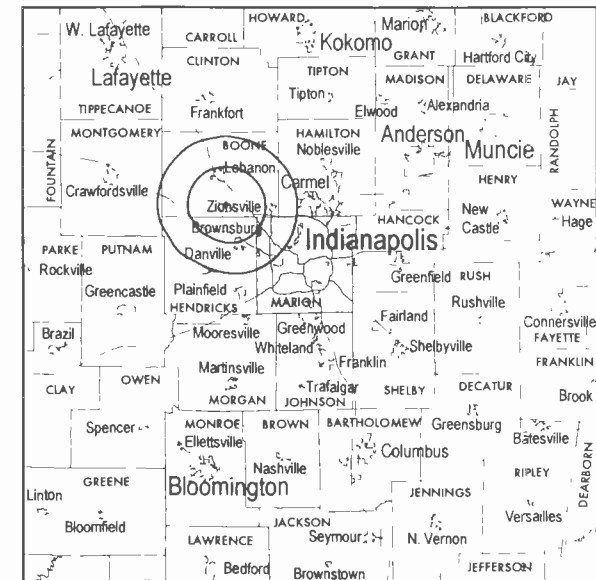 HOWARD
BLACKFORD
W. Lafayette
Marion
CARROLL
Kokomo
CLINTON
GRANT
Hartford City
TIPTON
Lafayette
MADISON
DELAWARE
JAY
Tipton
TIPPECANOE
Frankfort
Elwood
Alexandria
MONTGOMERY
HAMILTON
Anderson
BOONE
Noblesville
Muncie
RANDOLPH
FOUNTAIN
Lebanon
Crawfordsville
Carmel
HENRY
Zionsville
WAYNE
New
Castle
HANCOCK
Hage
Brownsburg
Indianapolis
PARKE
PUTNAM
Danville
Rockville
Greenfield
RUSH
Greencastle
Plainfield
HENDRICKS
MARION
Rushville
Fairland
Connersville
Brazil
Mooresville
Greenwood
FAYETTE
Whiteland
Shelbyville
Martinsville
Franklin
FRANKLIN
CLAY
OWEN
Trafalgar
SHELBY
DECATUR
Brook
MORGAN
JOHNSON
Spencer
MONROE
BROWN
BARTHOLOMEW
Greensburg
Ellettsville
Batesville
Columbus
Nashville
RIPLEY
DEARBORN
GREENE
Bloomington
JENNINGS
Linton
Versailles
Bloomfield
JACKSON
LAWRENCE
Seymour
N. Vernon
Bedford
Brownstown
JEFFERSON